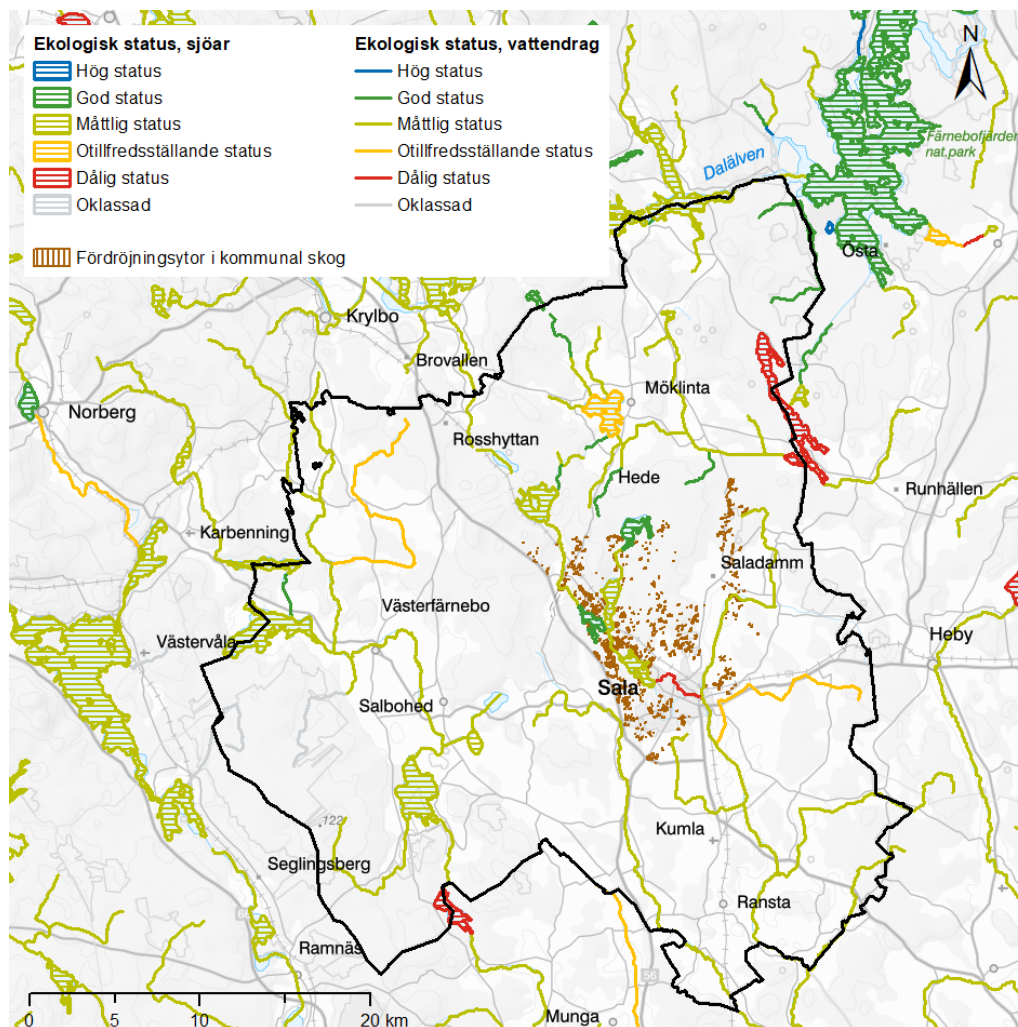 Ekologisk status, sjöar
Hög status
God status
Måttlig status
Otillfredsställande status
Dålig status
Oklassad
Fördröjningsytor i kommunal skog
Ekologisk status, vattendrag
Hög status
God status
Måttlig status
Otillfredsställande status
Dålig status
Oklassad
N
Färnebofjärden
nat.park
Dalälven
Östa
Krylbo
Brovallen
Möklinta
Norberg
Rosshyttan
Hede
Runhällen
Karbenning
Saladamm
Västerfärnebo
Heby
Västervåla
Sala
Salbohed
122
Kumla
Seglingsberg
Ransta
66
Ramnäs
56
Munga
0 5 10 20 km